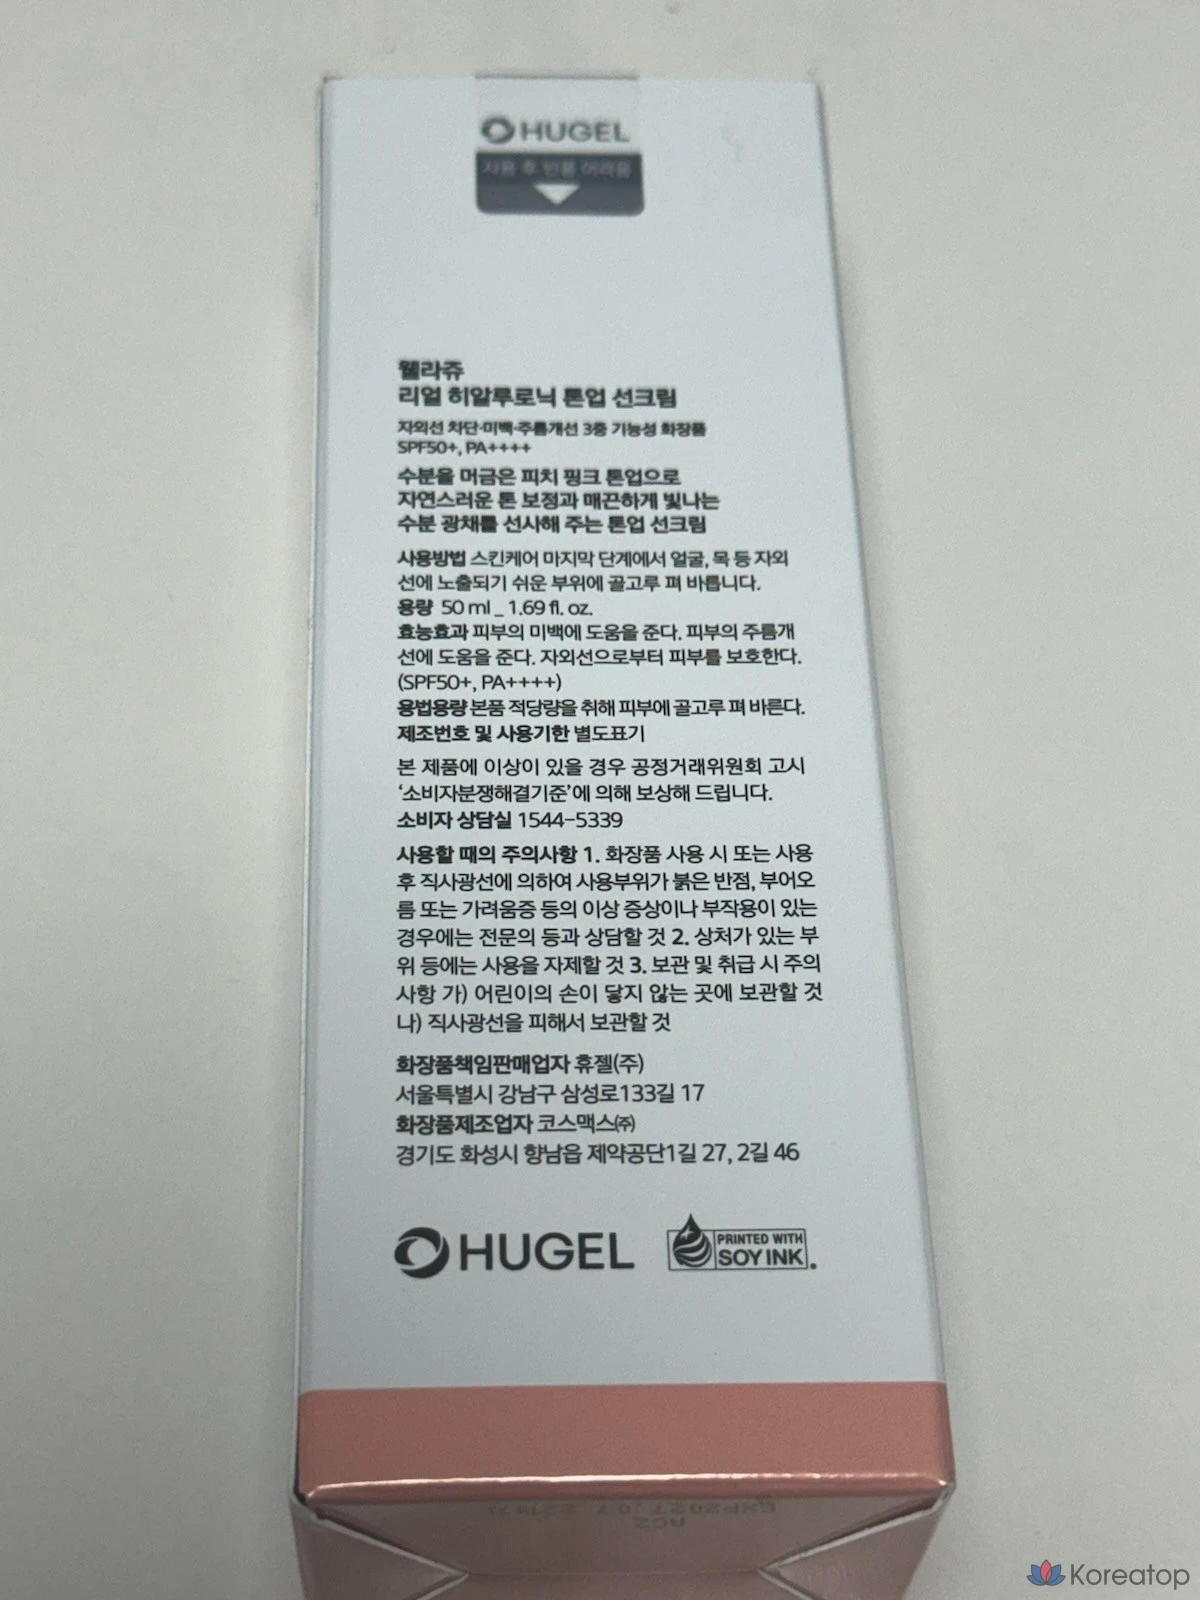 HUGEL
사용 후 반품 어려움
웰라쥬
리얼 히알루로닉 톤업 선크림
자외선 차단·미백·주름개선 3중 기능성 화장품
SPF50+, PA++++
수분을 머금은 피치 핑크 톤업으로
자연스러운 톤 보정과 매끈하게 빛나는
수분 광채를 선사해 주는 톤업 선크림
사용방법 스킨케어 마지막 단계에서 얼굴, 목 등 자외
선에 노출되기 쉬운 부위에 골고루 펴 바릅니다.
용량 50 ml _ 1.69 fl. oz.
효능효과 피부의 미백에 도움을 준다. 피부의 주름개
선에 도움을 준다. 자외선으로부터 피부를 보호한다.
(SPF50+, PA++++)
용법용량 본품 적당량을 취해 피부에 골고루 펴 바른다.
제조번호 및 사용기한 별도표기
본 제품에 이상이 있을 경우 공정거래위원회 고시
‘소비자분쟁해결기준’에 의해 보상해 드립니다.
소비자 상담실 1544-5339
사용할 때의 주의사항 1. 화장품 사용 시 또는 사용
후 직사광선에 의하여 사용부위가 붉은 반점, 부어오
름 또는 가려움증 등의 이상 증상이나 부작용이 있는
경우에는 전문의 등과 상담할 것 2. 상처가 있는 부
위 등에는 사용을 자제할 것 3. 보관 및 취급 시 주의
사항 가) 어린이의 손이 닿지 않는 곳에 보관할 것
나) 직사광선을 피해서 보관할 것
화장품책임판매업자 휴젤(주)
서울특별시 강남구 삼성로133길 17
화장품제조업자 코스맥스㈜
경기도 화성시 향남읍 제약공단1길 27, 2길 46
HUGEL
PRINTED WITH
SOY INK
Koreatop